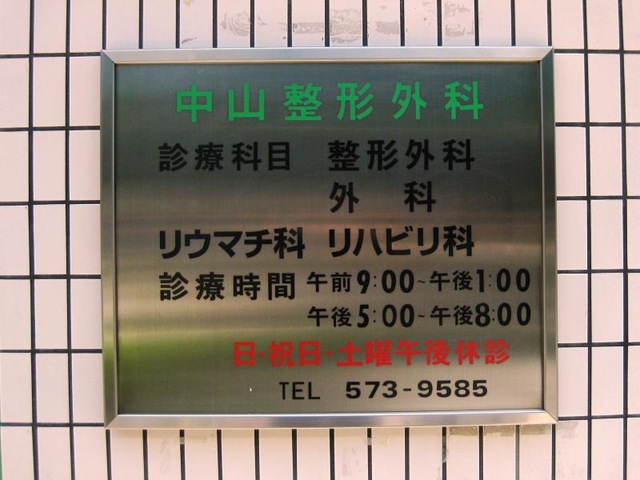 中山整形外科
診療科目 整形外科
外 科
リウマチ科 リハビリ科
診療時間 午前9:00~午後1:00
午後5:00~午後8:00
日・祝日・土曜午後休診
TEL 573-9585